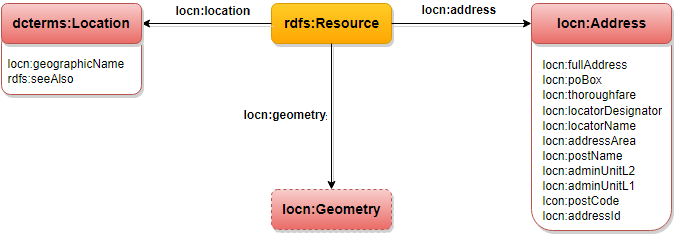 locn:location
locn:address
dcterms:Location
rdfs:Resource
locn:Address
locn:geographicName
rdfs:seeAlso
locn:geometry
locn:Geometry
locn:fullAddress
locn:poBox
locn:thoroughfare
locn:locatorDesignator
locn:locatorName
locn:addressArea
locn:postName
locn:adminUnitL2
locn:adminUnitL1
lcon:postCode
locn:addressId